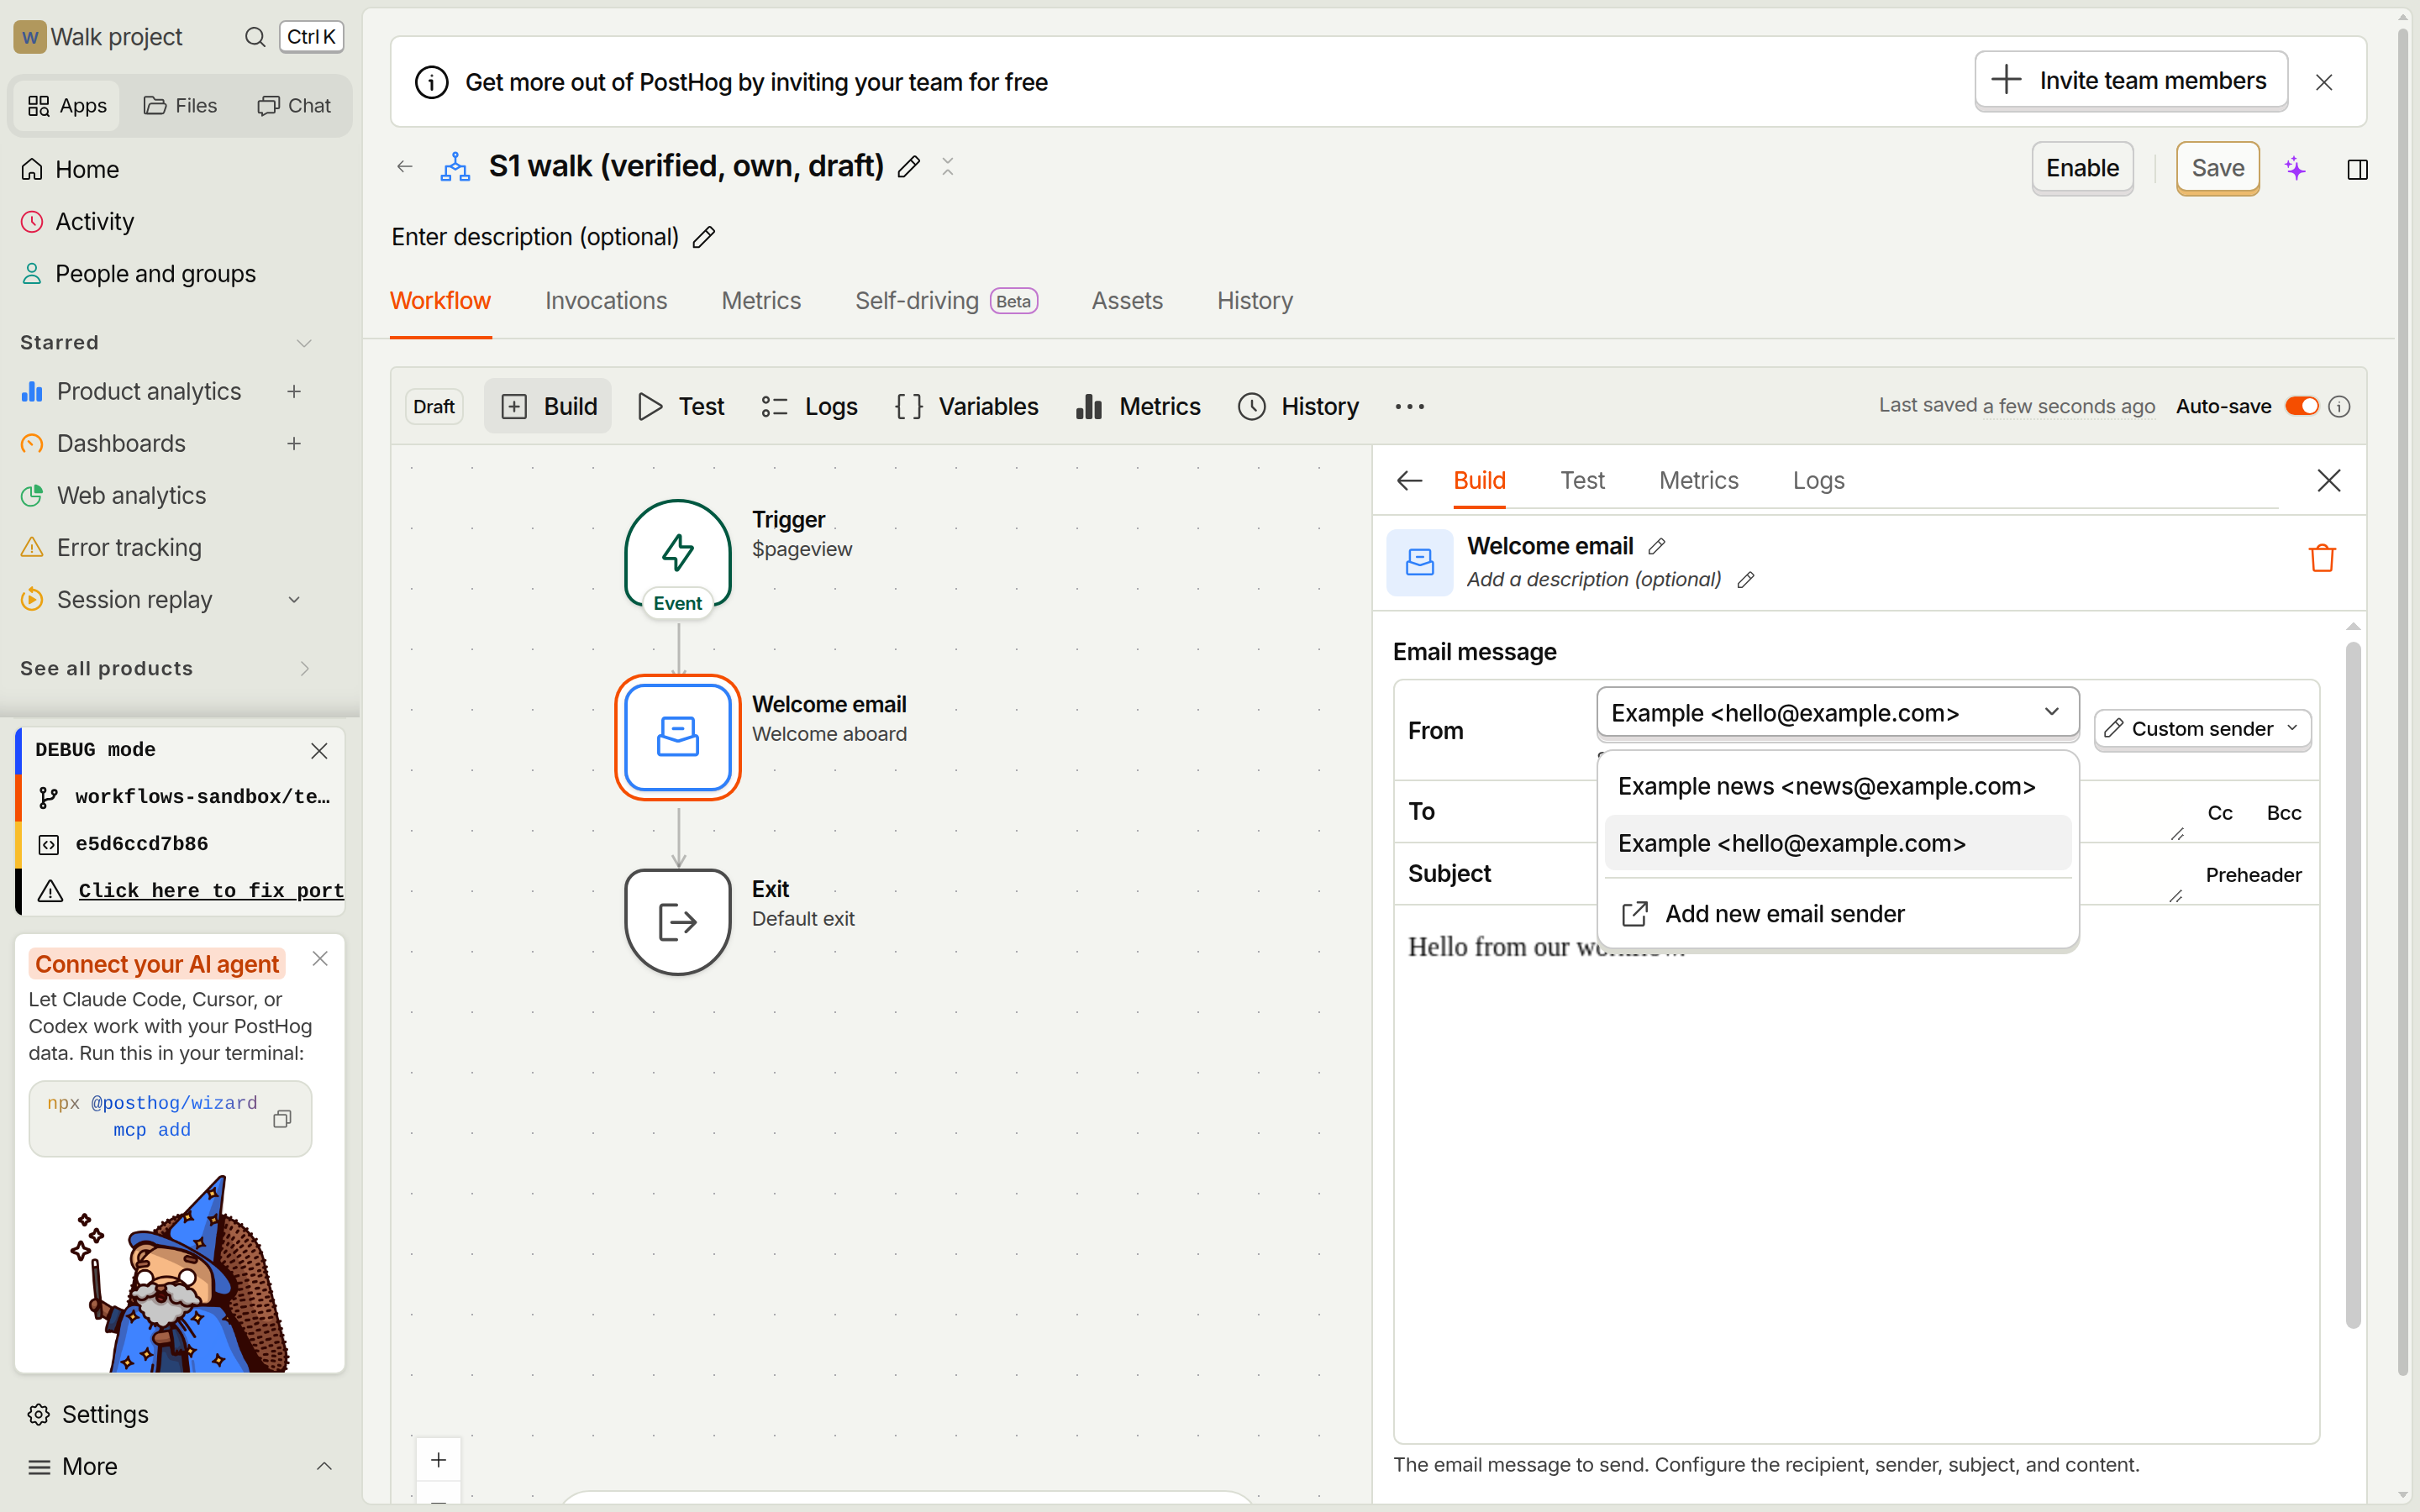 W Walk project Ctrl K
Apps Files Chat
Home
Activity
People and groups
Starred
Product analytics
Dashboards
Web analytics
Error tracking
Session replay
See all products
DEBUG mode
workflows-sandbox/te…
e5d6ccd7b86
Click here to fix port
Connect your AI agent
Let Claude Code, Cursor, or
Codex work with your PostHog
data. Run this in your terminal:
npx @posthog/wizard
mcp add
Settings
More
Get more out of PostHog by inviting your team for free
Invite team members
S1 walk (verified, own, draft)
Enable
Save
Enter description (optional)
Workflow Invocations Metrics Self-driving Beta Assets History
Draft Build Test Logs Variables Metrics History
Last saved a few seconds ago Auto-save
Trigger
$pageview
Event
Welcome email
Welcome aboard
Exit
Default exit
Build Test Metrics Logs
Welcome email
Add a description (optional)
Email message
From Example <hello@example.com> Custom sender
Example news <news@example.com>
Example <hello@example.com>
Add new email sender
To Cc Bcc
Subject Preheader
Hello from our
The email message to send. Configure the recipient, sender, subject, and content.